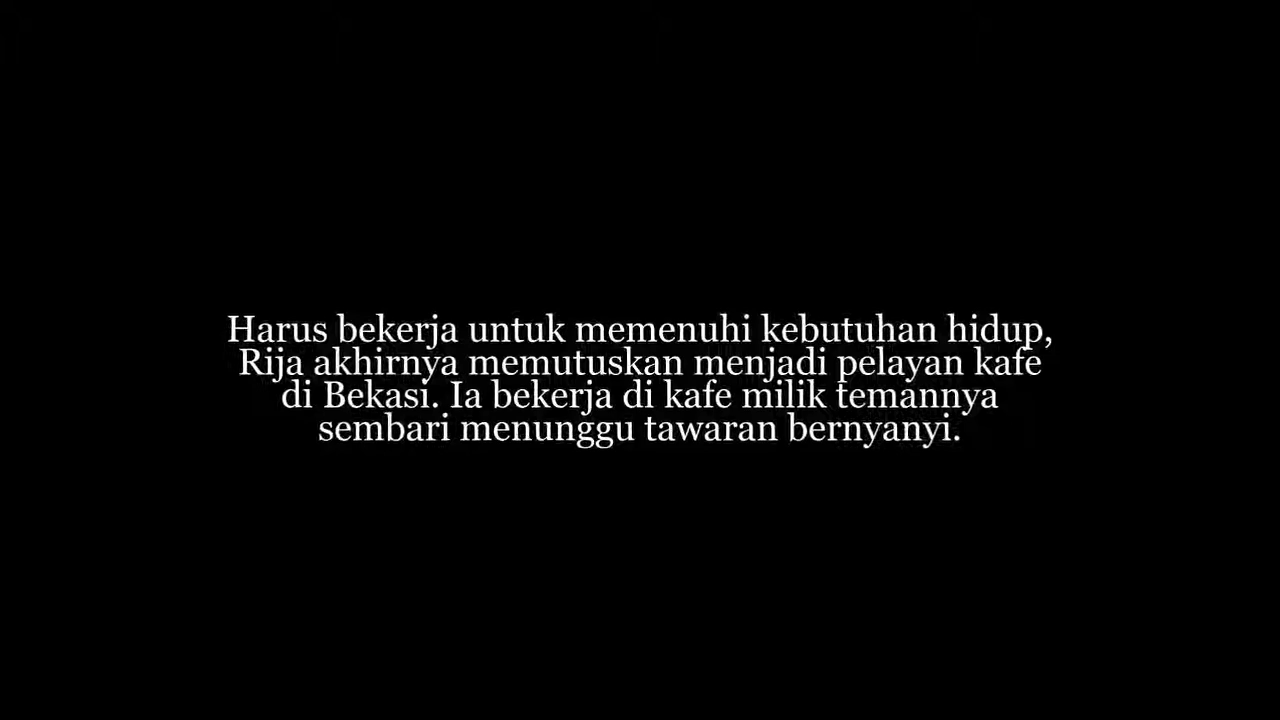 Harus bekerja untuk memenuhi kebutuhan hidup,
Rija akhirnya memutuskan menjadi pelayan kafe
di Bekasi. Ia bekerja di kafe milik temannya
sembari menunggu tawaran bernyanyi.